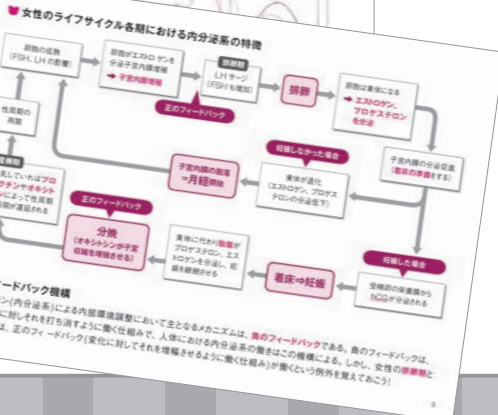 女性のライフサイクル各期における内分泌系の特徴
卵胞の成熟
(FSH、LHの影響)
卵胞がエストロゲンを
分泌子宮内膜増殖
➔ 子宮内膜増殖
排卵期
LHサージ
(FSHも増加)
排卵
卵胞は黄体になる
➔ エストロゲン、
プロゲステロン
を分泌
正のフィードバック
性周期の
再開
子宮内膜の脱落
=月経開始
妊娠しなかった場合
黄体が退化
(エストロゲン、プロゲス
テロンの分泌低下)
子宮内膜の分泌促進
(着床の準備をする)
乳していればプロ
クチンやオキシト
ンによって性周期
開が遅延される
正のフィードバック
分娩
(オキシトシンが子宮
収縮を増強させる)
黄体に代わり胎盤が
プロゲステロン、エス
トロゲンを分泌し、妊
娠を継続させる
着床⇒妊娠
妊娠した場合
受精卵の栄養膜から
hCGが分泌される
ードバック機構
ン(内分泌系)による内部環境調整において主となるメカニズムは、負のフィードバックである。負のフィードバックは、
に対しそれを打ち消すように働く仕組みで、人体における内分泌系の働きはこの機構による。しかし、女性の排卵期と
は、正のフィードバック(変化に対してそれを増幅させるように働く仕組み)が働くという例外を覚えておこう!